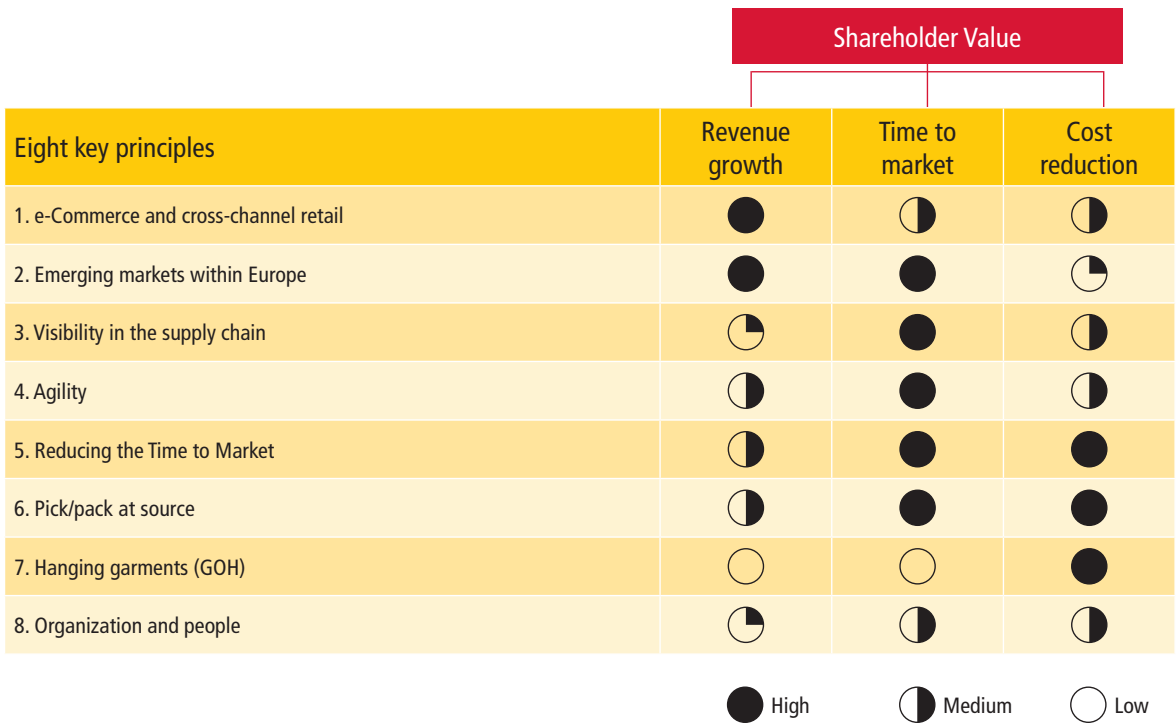 Shareholder Value
Eight key principles
Revenue
growth
Time to
market
Cost
reduction
1. e-Commerce and cross-channel retail
2. Emerging markets within Europe
3. Visibility in the supply chain
4. Agility
5. Reducing the Time to Market
6. Pick/pack at source
7. Hanging garments (GOH)
8. Organization and people
High
Medium
Low